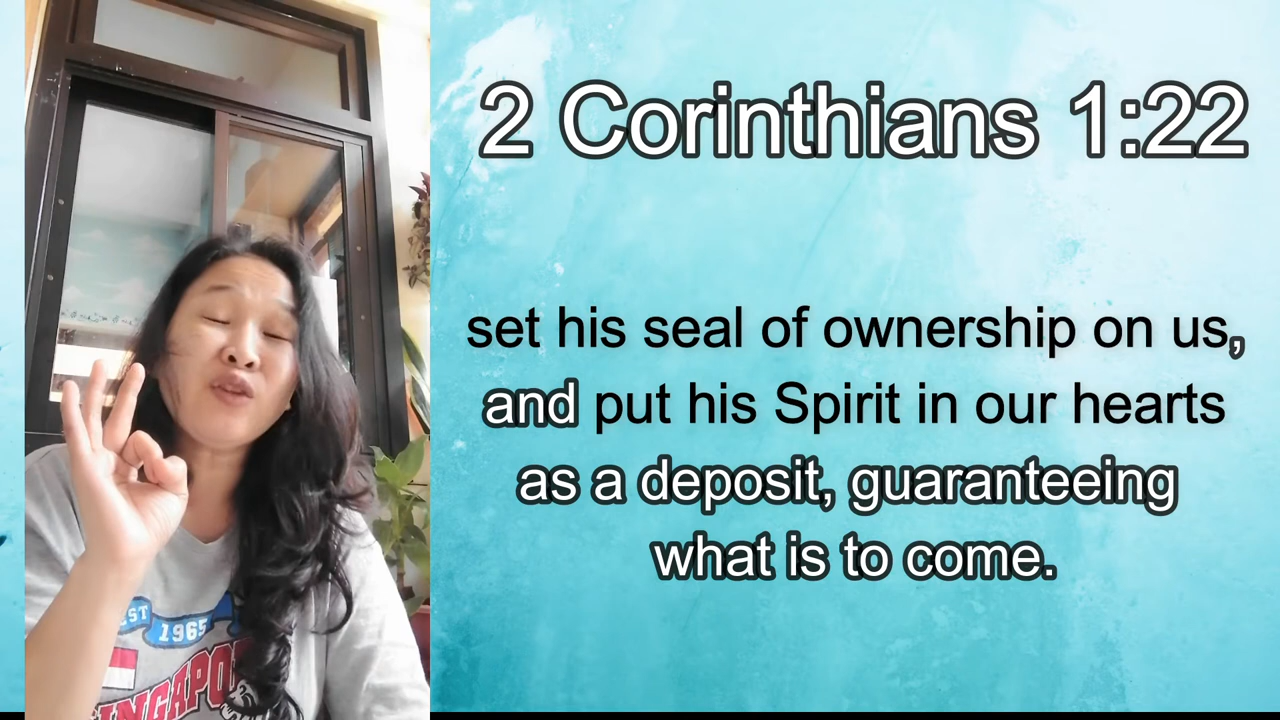 2 Corinthians 1:22
set his seal of ownership on us,
and put his Spirit in our hearts
as a deposit, guaranteeing
what is to come.
1965